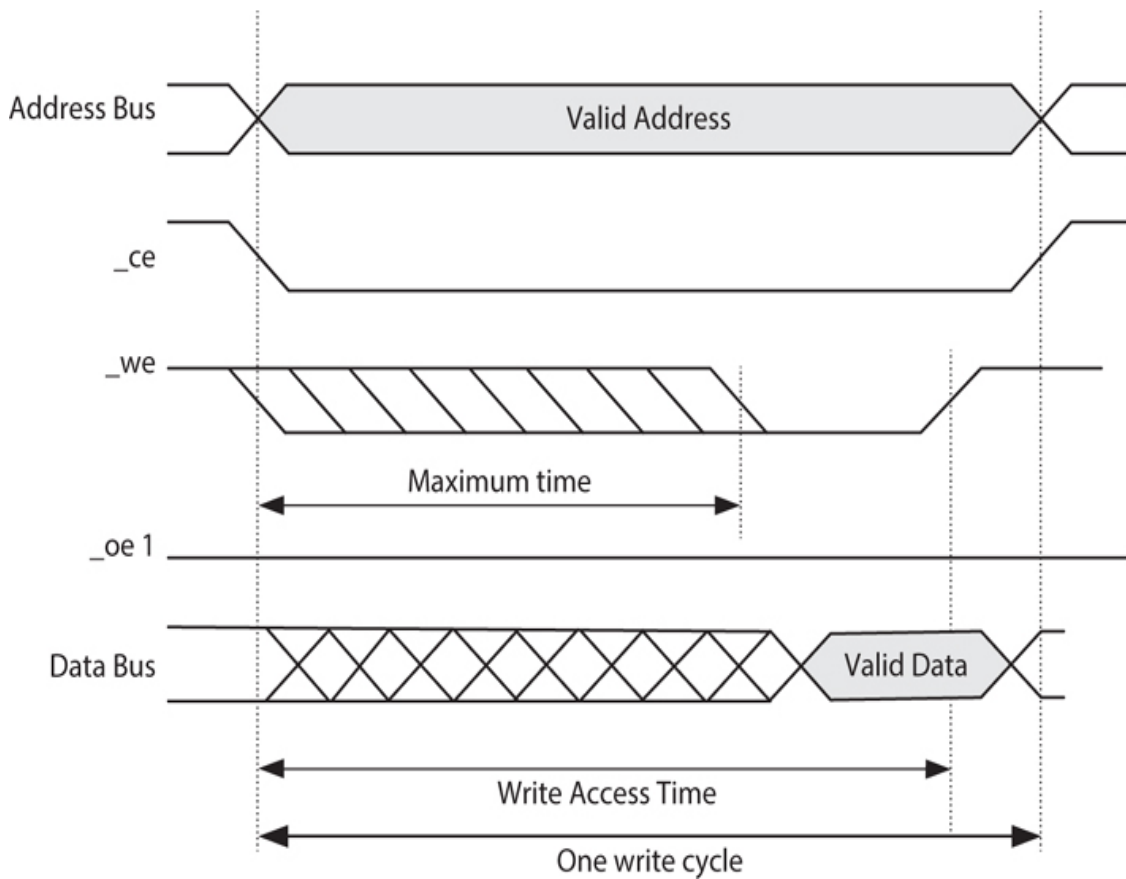 Address Bus
Valid Address
_ce
_we
Maximum time
_oe 1
Data Bus
Valid Data
Write Access Time
One write cycle